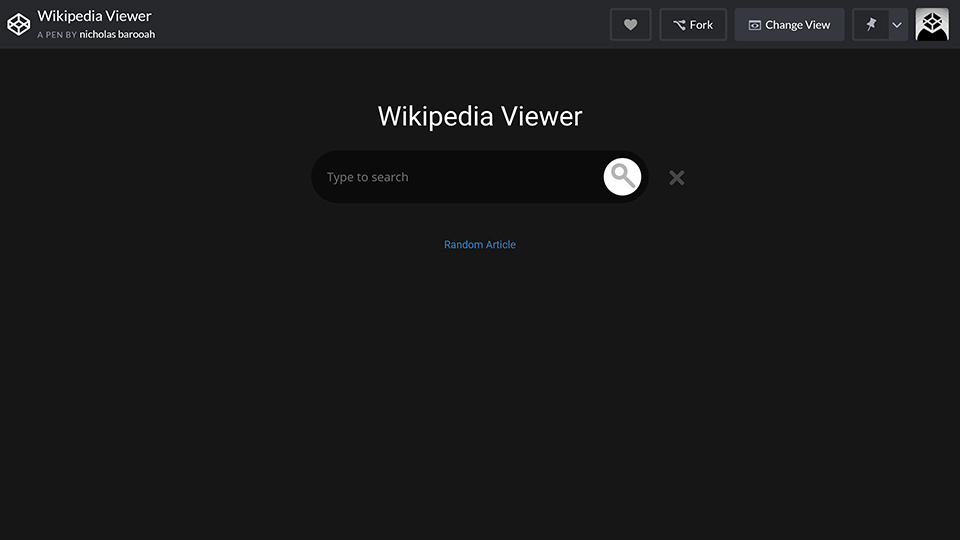 Wikipedia Viewer
A PEN BY nicholas barooah
Fork
Change View
Wikipedia Viewer
Type to search
Random Article